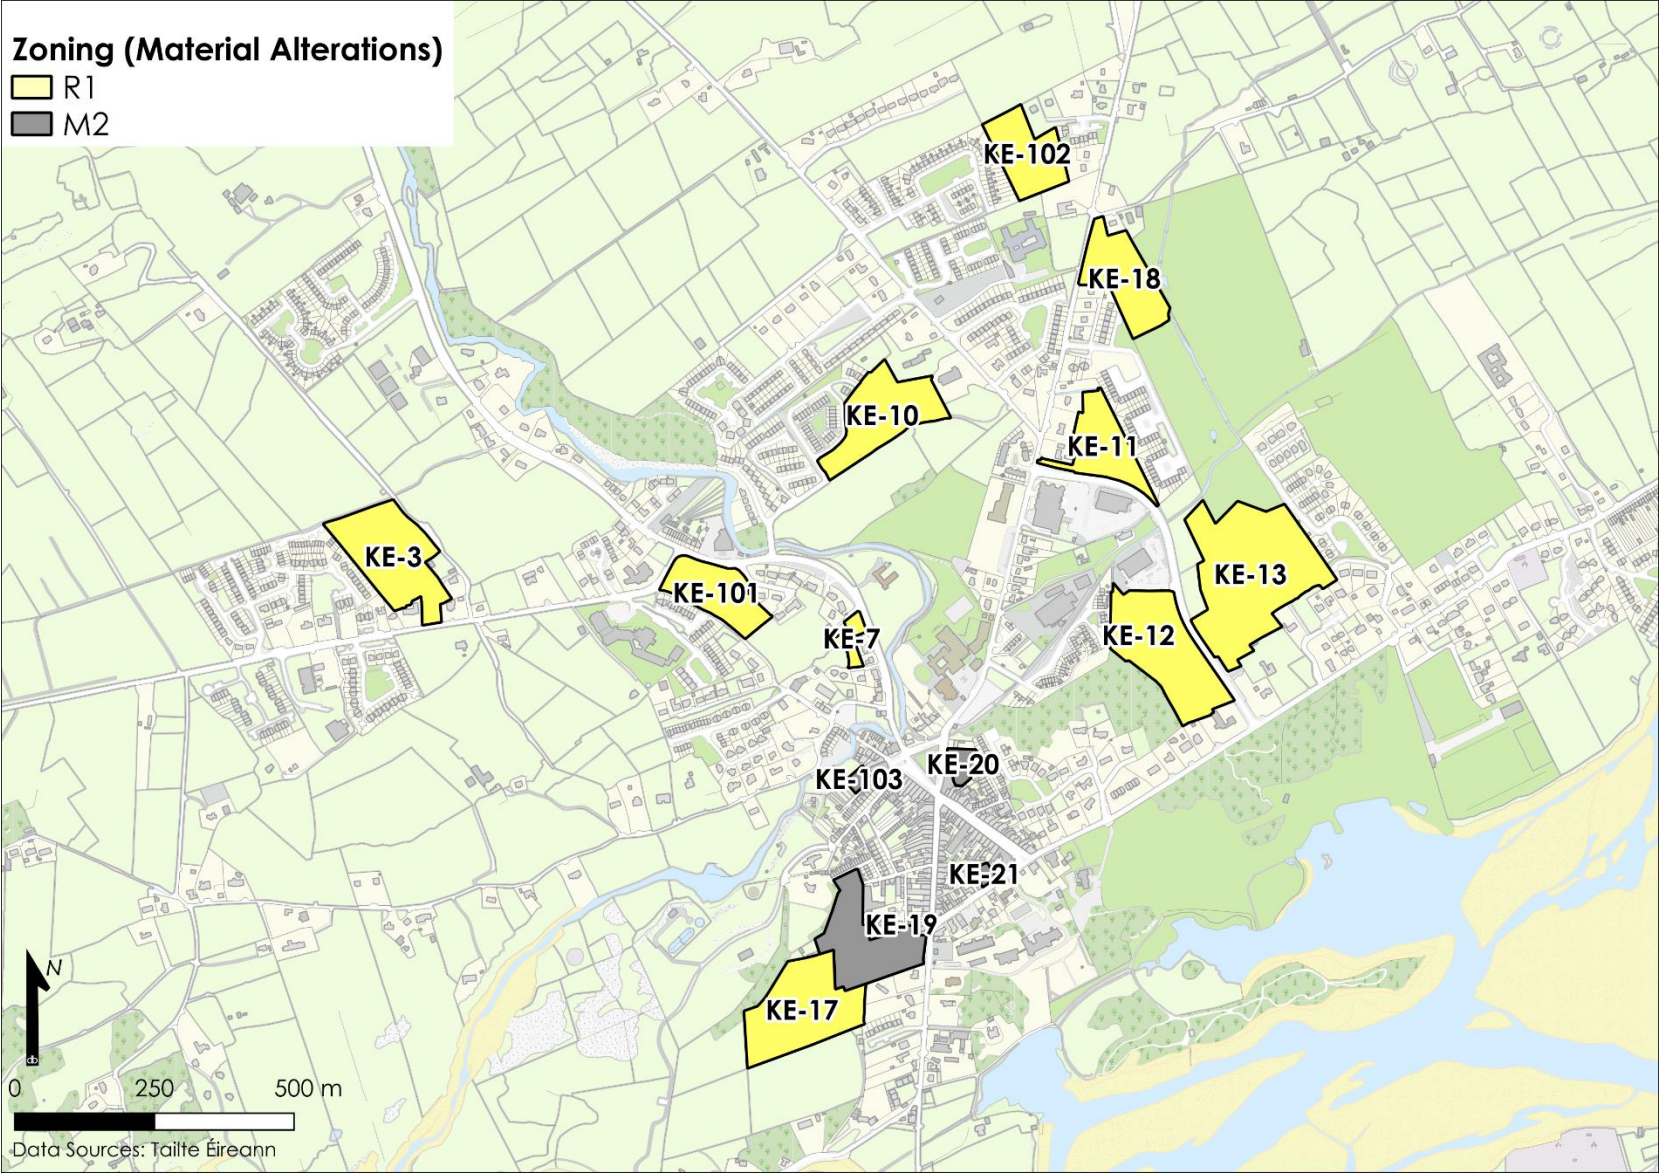 Zoning (Material Alterations)
R1
M2
KE-102
KE-18
KE-10
KE-11
KE-3
KE-101
KE-13
KE-7
KE-12
KE-103
KE-20
KE-21
KE-19
KE-17
N
db
0 250 500 m
Data Sources: Tailte Éireann